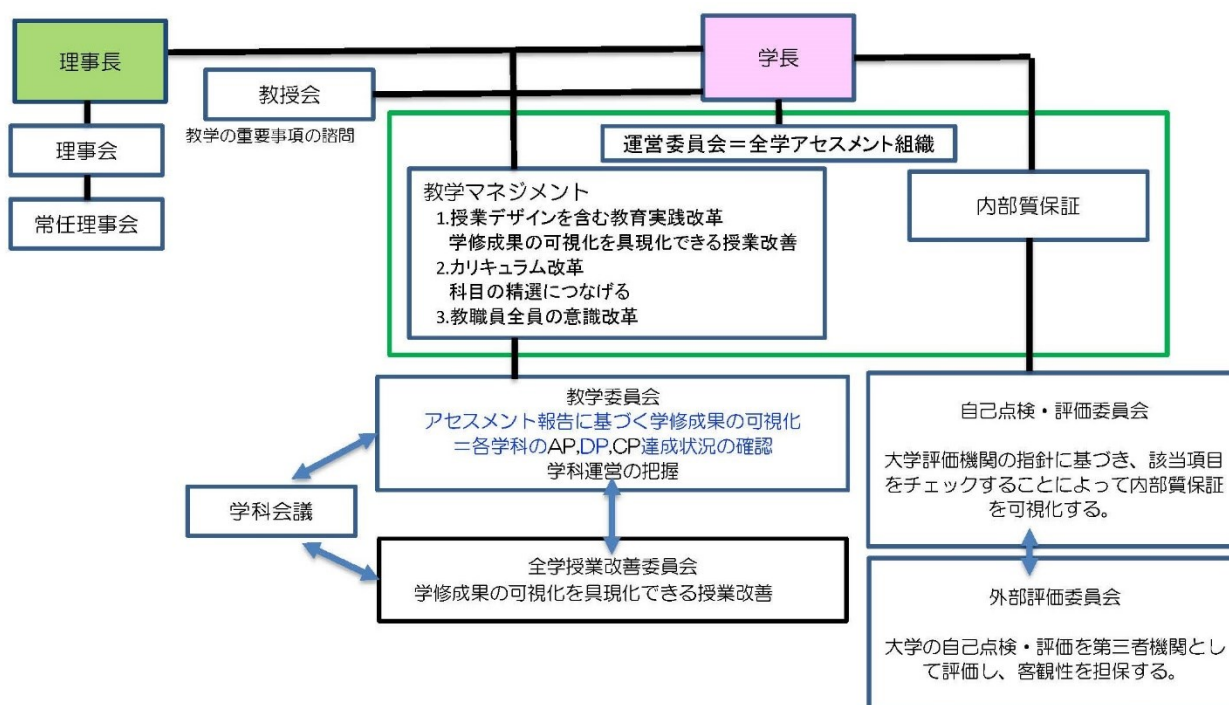 理事長
学長
教授会
教学の重要事項の諮問
理事会
常任理事会
運営委員会＝全学アセスメント組織
教学マネジメント
1.授業デザインを含む教育実践改革
学修成果の可視化を具現化できる授業改善
2.カリキュラム改革
科目の精選につなげる
3.教職員全員の意識改革
内部質保証
教学委員会
アセスメント報告に基づく学修成果の可視化
＝各学科のAP,DP,CP達成状況の確認
学科運営の把握
学科会議
全学授業改善委員会
学修成果の可視化を具現化できる授業改善
自己点検・評価委員会
大学評価機関の指針に基づき、該当項目
をチェックすることによって内部質保証
を可視化する。
外部評価委員会
大学の自己点検・評価を第三者機関とし
て評価し、客観性を担保する。